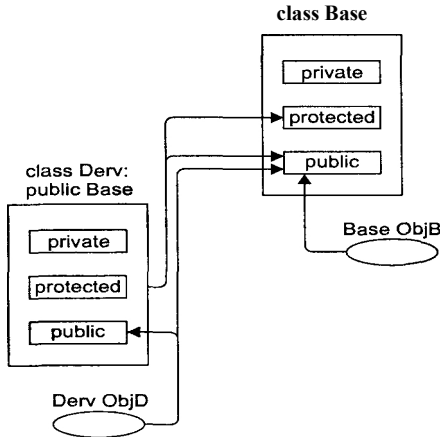 class Base
private
protected
public
class Derv:
public Base
private
protected
public
Base ObjB
Derv ObjD